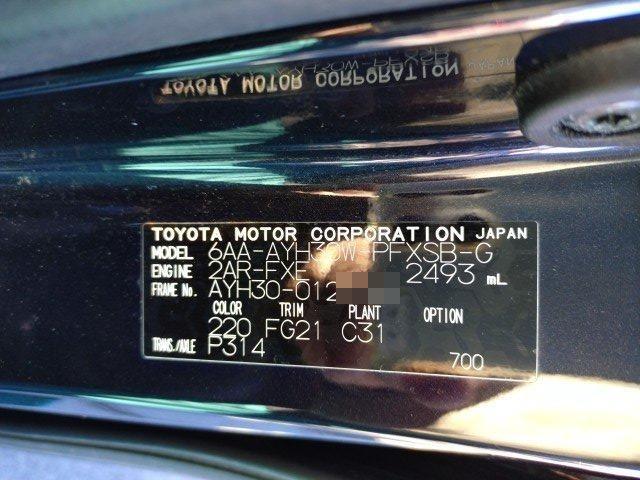 TOYOTA MOTOR CORPORATION JAPAN
TOYOTA MOTOR CORPORATION JAPAN
MODEL 6AA-AYH30W-PFXSB-G
ENGINE 2AR-FXE 2493 mL
FRAME No. AYH30-012
COLOR TRIM PLANT OPTION
220 FG21 C31
TRANS./AXLE P314
700